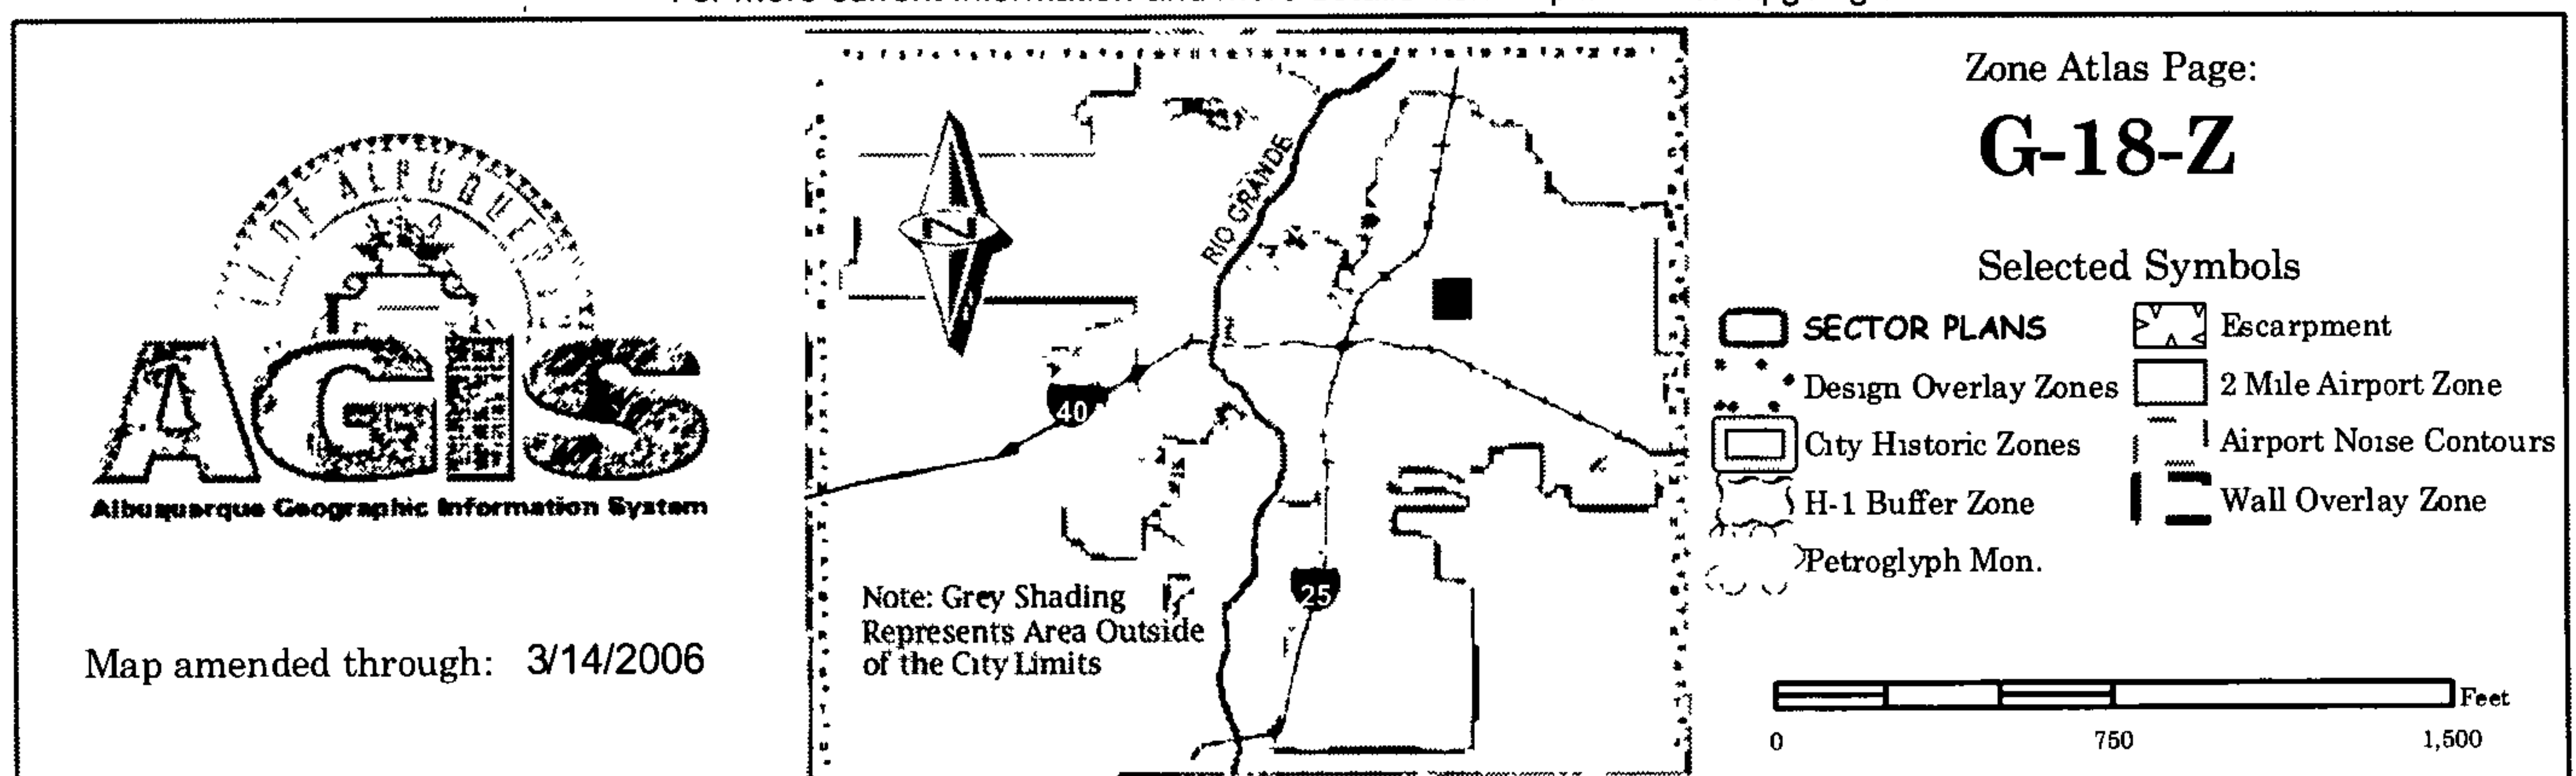 Zone Atlas Page:
G-18-Z
Selected Symbols
SECTOR PLANS
Escarpment
Design Overlay Zones
2 Mile Airport Zone
City Historic Zones
Airport Noise Contours
H-1 Buffer Zone
Wall Overlay Zone
Petroglyph Mon.
Feet
0 750 1,500
RIO GRANDE
N
40
25
Note: Grey Shading
Represents Area Outside
of the City Limits
AGIS
Albuquerque Geographic Information System
Map amended through: 3/14/2006